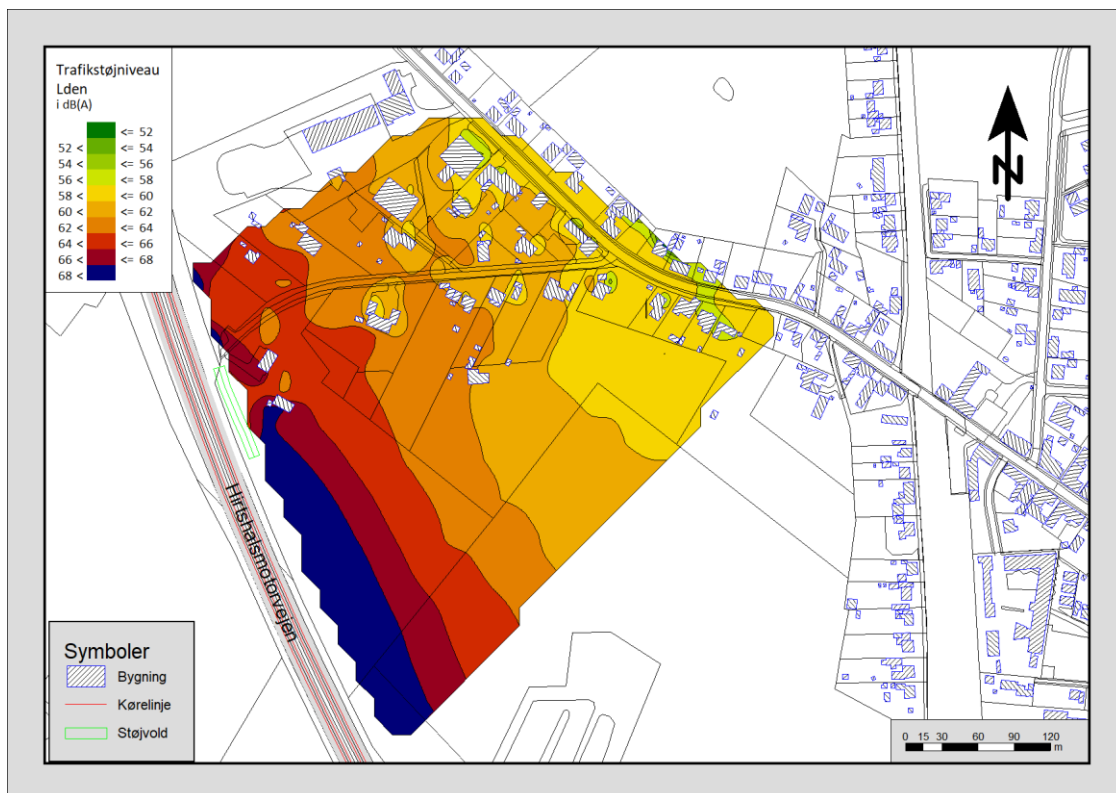 Trafikstøjniveau
Lden
i dB(A)
<= 52
52 < <= 54
54 < <= 56
56 < <= 58
58 < <= 60
60 < <= 62
62 < <= 64
64 < <= 66
66 < <= 68
68 <
N
Hirtshalsmotorvejen
Symboler
Bygning
Kørelinje
Støjvold
0 15 30 60 90 120
m